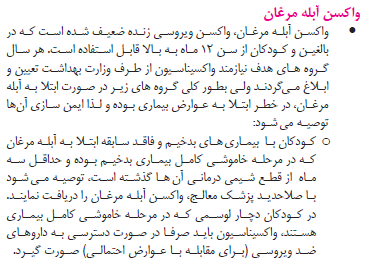 واکسن آبله مرغان
• واکسن آبله مرغان، واکسن ویروسی زنده ضعیف شده است که در
بالغین و کودکان از سن ۱۲ ماه به بالا قابل استفاده است. هر سال
گروه های هدف نیازمند واکسیناسیون از طرف وزارت بهداشت تعیین و
ابلاغ می‌گردند ولی بطور کلی گروه های زیر در صورت ابتلا به آبله
مرغان، در خطر ابتلا به عوارض بیماری بوده و لذا ایمن سازی آن‌ها
توصیه می شود:
○ کودکان با بیماری های بدخیم و فاقد سابقه ابتلا به آبله مرغان
که در مرحله خاموشی کامل بیماری بدخیم بوده و حداقل سه
ماه از قطع شیمی درمانی آن ها گذشته است، توصیه می شود
با صلاحدید پزشک معالج، واکسن آبله مرغان را دریافت نمایند.
در کودکان دچار لوسمی که در مرحله خاموشی کامل بیماری
هستند، واکسیناسیون باید صرفا در صورت دسترسی به داروهای
ضد ویروسی (برای مقابله با عوارض احتمالی) صورت گیرد.